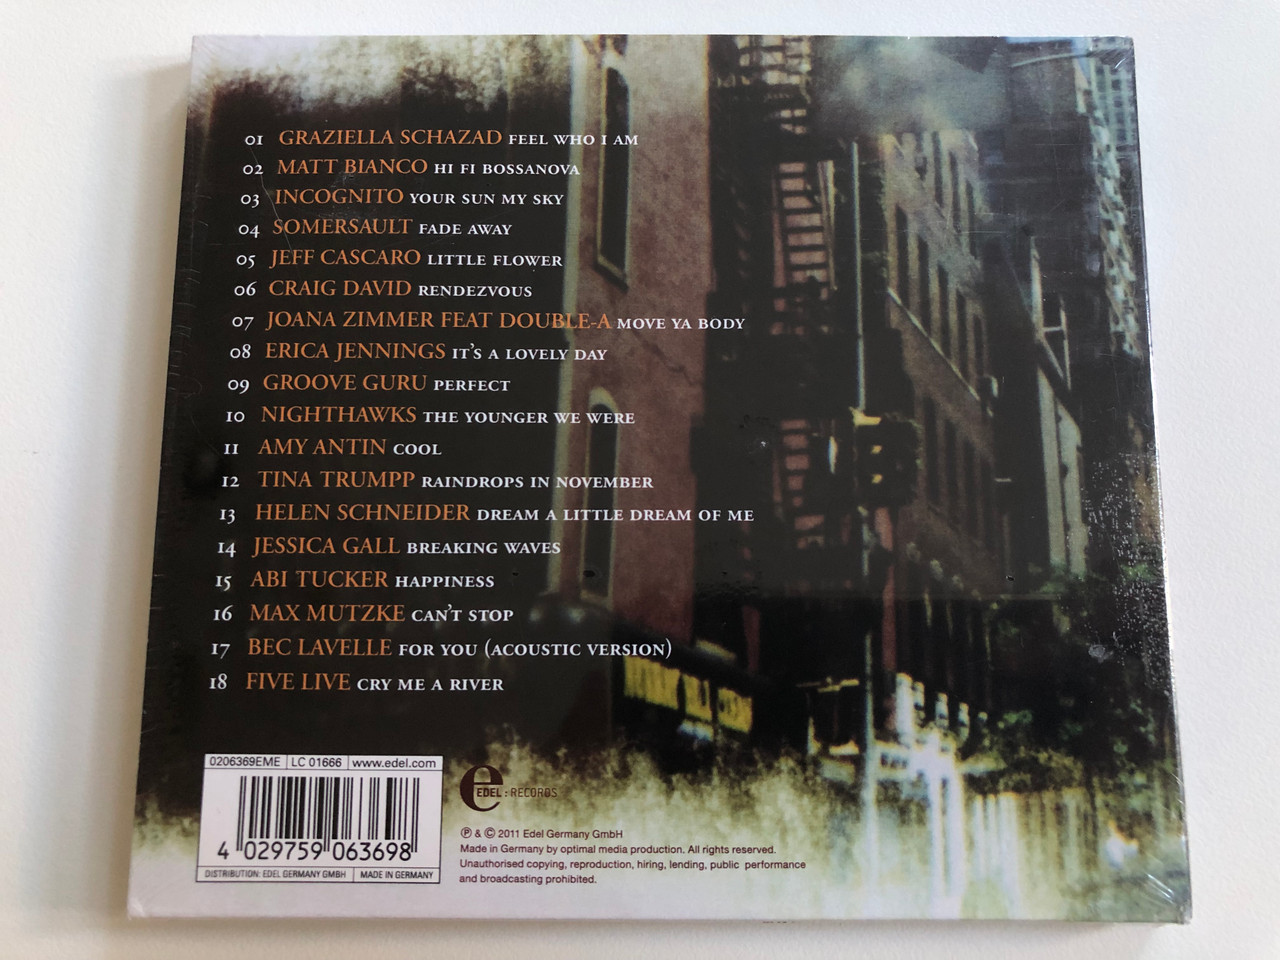 01 GRAZIELLA SCHAZAD FEEL WHO I AM
02 MATT BIANCO HI FI BOSSANOVA
03 INCOGNITO YOUR SUN MY SKY
04 SOMERSAULT FADE AWAY
05 JEFF CASCARO LITTLE FLOWER
06 CRAIG DAVID RENDEZVOUS
07 JOANA ZIMMER FEAT DOUBLE-A MOVE YA BODY
08 ERICA JENNINGS IT'S A LOVELY DAY
09 GROOVE GURU PERFECT
10 NIGHTHAWKS THE YOUNGER WE WERE
11 AMY ANTIN COOL
12 TINA TRUMPP RAINDROPS IN NOVEMBER
13 HELEN SCHNEIDER DREAM A LITTLE DREAM OF ME
14 JESSICA GALL BREAKING WAVES
15 ABI TUCKER HAPPINESS
16 MAX MUTZKE CAN'T STOP
17 BEC LAVELLE FOR YOU (ACOUSTIC VERSION)
18 FIVE LIVE CRY ME A RIVER
0206369EME LC 01666 www.edel.com
4 029759 063698
DISTRIBUTION: EDEL GERMANY GMBH MADE IN GERMANY
e EDEL : RECORDS
℗ & © 2011 Edel Germany GmbH
Made in Germany by optimal media production. All rights reserved.
Unauthorised copying, reproduction, hiring, lending, public performance
and broadcasting prohibited.